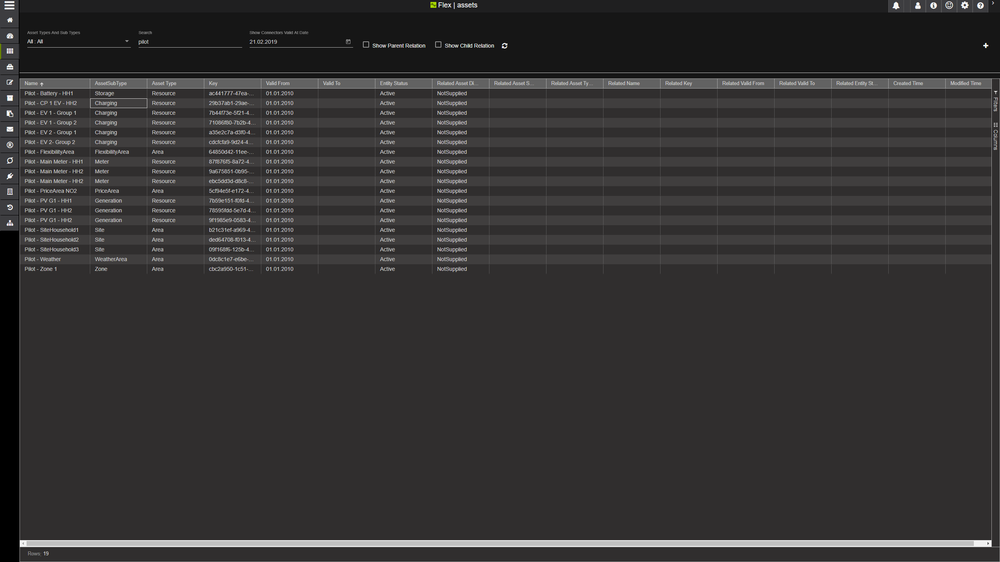 Flex | assets
Asset Types And Sub Types Search Show Connectors Valid At Date
All : All pilot 21.02.2019 Show Parent Relation Show Child Relation
Name AssetSubType Asset Type Key Valid From Valid To Entity Status Related Asset Di... Related Asset S... Related Asset Ty... Related Name Related Key Related Valid From Related Valid To Related Entity St... Created Time Modified Time
Pilot - Battery - HH1 Storage Resource ac441777-47ea-... 01.01.2010 Active NotSupplied
Pilot - CP 1 EV - HH2 Charging Resource 29b37ab1-29ae-... 01.01.2010 Active NotSupplied
Pilot - EV 1 - Group 1 Charging Resource 7b44f73e-5f21-4... 01.01.2010 Active NotSupplied
Pilot - EV 1 - Group 2 Charging Resource 71086f80-7b2b-4... 01.01.2010 Active NotSupplied
Pilot - EV 2 - Group 1 Charging Resource a35e2c7a-d3f0-4... 01.01.2010 Active NotSupplied
Pilot - EV 2- Group 2 Charging Resource cdcfcfa9-9d24-4... 01.01.2010 Active NotSupplied
Pilot - FlexibilityArea FlexibilityArea Area 64850d42-11ee-... 01.01.2010 Active NotSupplied
Pilot - Main Meter - HH1 Meter Resource 87f876f5-8a72-4... 01.01.2010 Active NotSupplied
Pilot - Main Meter - HH2 Meter Resource 9a675851-0b95-... 01.01.2010 Active NotSupplied
Pilot - Main Meter - HH2 Meter Resource ebc5dd3d-d8c8-... 01.01.2010 Active NotSupplied
Pilot - PriceArea NO2 PriceArea Area 5cf94e5f-e172-4... 01.01.2010 Active NotSupplied
Pilot - PV G1 - HH1 Generation Resource 7b59e151-f0fd-4... 01.01.2010 Active NotSupplied
Pilot - PV G1 - HH2 Generation Resource 78595fdd-5e7d-4... 01.01.2010 Active NotSupplied
Pilot - PV G1 - HH2 Generation Resource 9f1985e9-0583-4... 01.01.2010 Active NotSupplied
Pilot - SiteHousehold1 Site Area b21c31ef-a969-4... 01.01.2010 Active NotSupplied
Pilot - SiteHousehold2 Site Area ded64708-f013-4... 01.01.2010 Active NotSupplied
Pilot - SiteHousehold3 Site Area 09f168f6-125b-4... 01.01.2010 Active NotSupplied
Pilot - Weather WeatherArea Area 0dc8c1e7-e6be-... 01.01.2010 Active NotSupplied
Pilot - Zone 1 Zone Area cbc2a950-1c51-... 01.01.2010 Active NotSupplied
Filters
Columns
Rows: 19